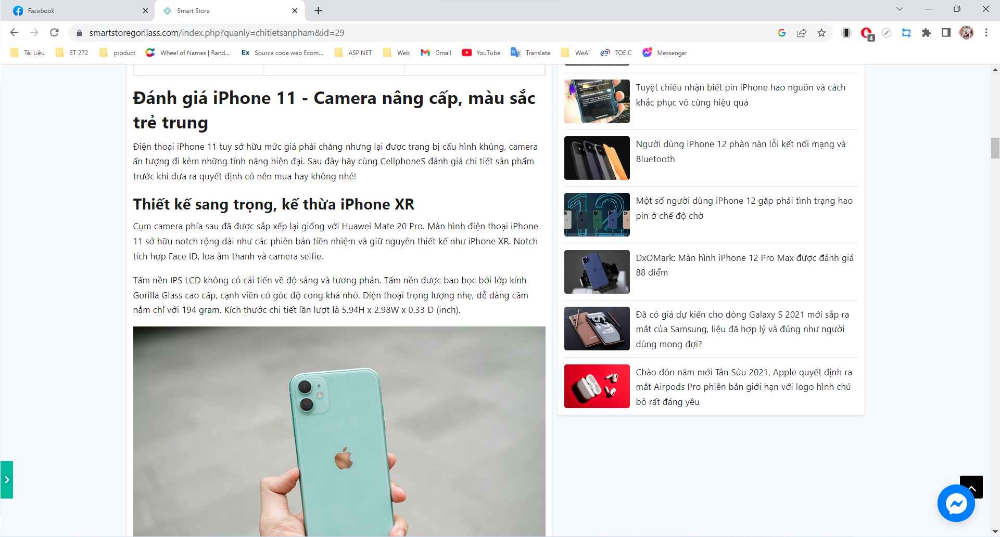 Facebook
Smart Store
smartstoregorilass.com/index.php?quanly=chitietsanpham&id=29
4
Tài Liệu
ET 272
product
Wheel of Names | Rand...
Ex
Source code web Ecom...
ASP.NET
Web
Gmail
YouTube
Translate
WeAi
TOEIC
Messenger
Đánh giá iPhone 11 - Camera nâng cấp, màu sắc
trẻ trung
Điện thoại iPhone 11 tuy sở hữu mức giá phải chăng nhưng lại được trang bị cấu hình khủng, camera
ấn tượng đi kèm những tính năng hiện đại. Sau đây hãy cùng CellphoneS đánh giá chi tiết sản phẩm
trước khi đưa ra quyết định có nên mua hay không nhé!
Thiết kế sang trọng, kế thừa iPhone XR
Cụm camera phía sau đã được sắp xếp lại giống với Huawei Mate 20 Pro. Màn hình điện thoại iPhone
11 sở hữu notch rộng dài như các phiên bản tiền nhiệm và giữ nguyên thiết kế như iPhone XR. Notch
tích hợp Face ID, loa âm thanh và camera selfie.
Tấm nền IPS LCD không có cải tiến về độ sáng và tương phản. Tấm nền được bao bọc bởi lớp kính
Gorilla Glass cao cấp, cạnh viền có góc độ cong khá nhỏ. Điện thoại trọng lượng nhẹ, dễ dàng cầm
nắm chỉ với 194 gram. Kích thước chi tiết lần lượt là 5.94H x 2.98W x 0.33 D (inch).
Tuyệt chiêu nhận biết pin iPhone hao nguồn và cách
khắc phục vô cùng hiệu quả
Người dùng iPhone 12 phàn nàn lỗi kết nối mạng và
Bluetooth
Một số người dùng iPhone 12 gặp phải tình trạng hao
pin ở chế độ chờ
DxOMark: Màn hình iPhone 12 Pro Max được đánh giá
88 điểm
Đã có giá dự kiến cho dòng Galaxy S 2021 mới sắp ra
mắt của Samsung, liệu đã hợp lý và đúng như người
dùng mong đợi?
Chào đón năm mới Tân Sửu 2021, Apple quyết định ra
mắt Airpods Pro phiên bản giới hạn với logo hình chú
bò rất đáng yêu